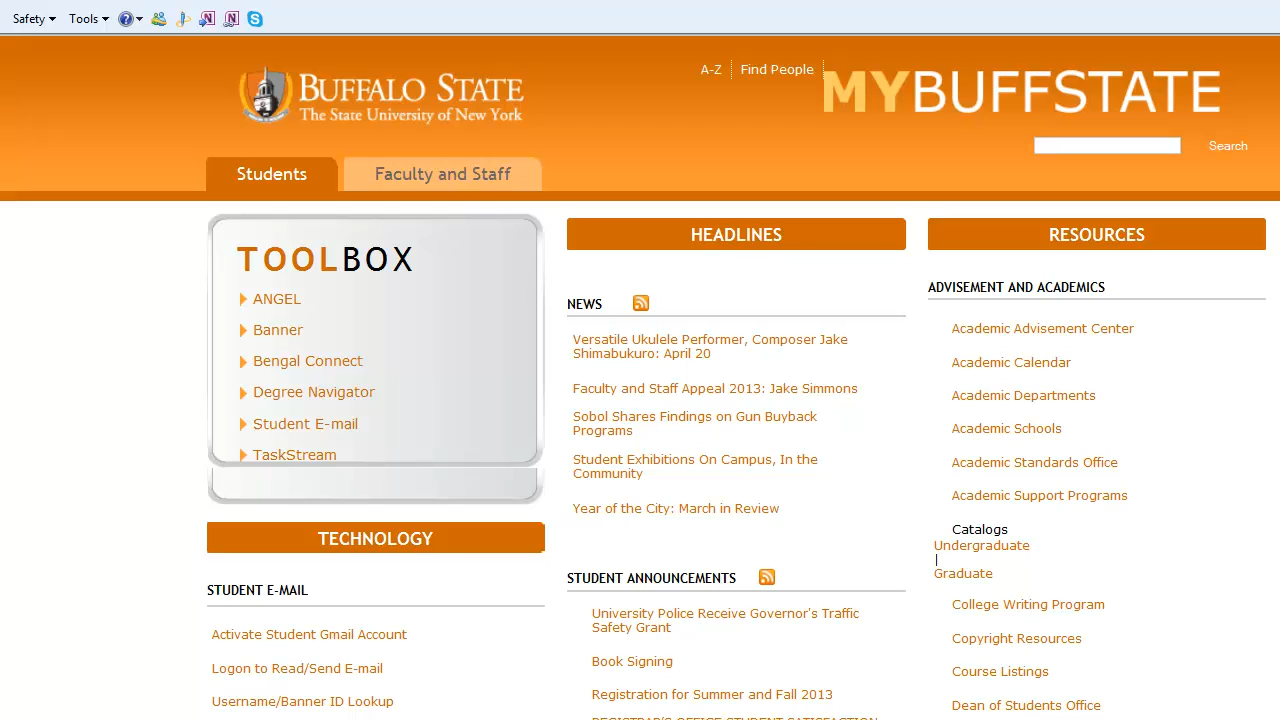 Safety Tools
BUFFALO STATE
The State University of New York
A-Z Find People
MYBUFFSTATE
Search
Students
Faculty and Staff
TOOLBOX
ANGEL
Banner
Bengal Connect
Degree Navigator
Student E-mail
TaskStream
TECHNOLOGY
STUDENT E-MAIL
Activate Student Gmail Account
Logon to Read/Send E-mail
Username/Banner ID Lookup
HEADLINES
NEWS
Versatile Ukulele Performer, Composer Jake
Shimabukuro: April 20
Faculty and Staff Appeal 2013: Jake Simmons
Sobol Shares Findings on Gun Buyback
Programs
Student Exhibitions On Campus, In the
Community
Year of the City: March in Review
STUDENT ANNOUNCEMENTS
University Police Receive Governor's Traffic
Safety Grant
Book Signing
Registration for Summer and Fall 2013
REGISTRAR'S OFFICE STUDENT SATISFACTION
RESOURCES
ADVISEMENT AND ACADEMICS
Academic Advisement Center
Academic Calendar
Academic Departments
Academic Schools
Academic Standards Office
Academic Support Programs
Catalogs
Undergraduate
|
Graduate
College Writing Program
Copyright Resources
Course Listings
Dean of Students Office